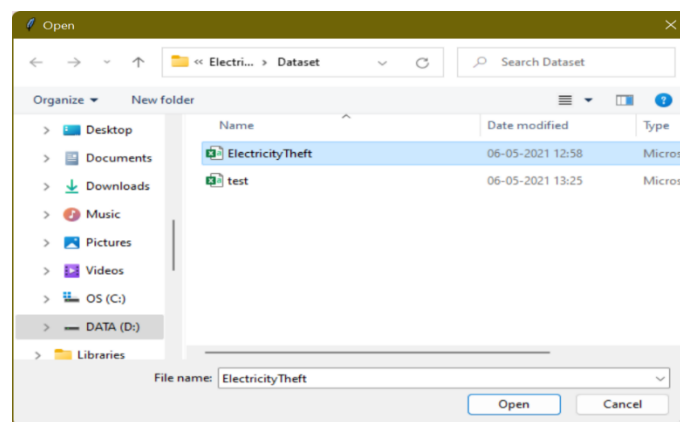 Open
« Electri... › Dataset
Search Dataset
Organize
New folder
Name
Date modified
Type
Desktop
Documents
Downloads
Music
Pictures
Videos
OS (C:)
DATA (D:)
Libraries
ElectricityTheft 06-05-2021 12:58 Micros
test 06-05-2021 13:25 Micros
File name: ElectricityTheft
Open
Cancel